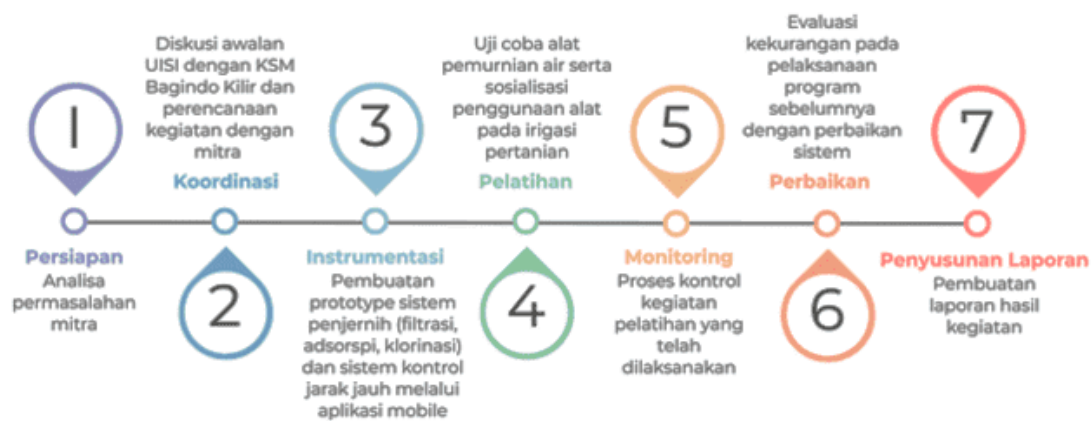 1
Persiapan
Analisa
permasalahan
mitra
Diskusi awalan
UISI dengan KSM
Bagindo Kilir dan
perencanaan
kegiatan dengan
mitra
Koordinasi
2
3
Instrumentasi
Pembuatan
prototype sistem
penjernih (filtrasi,
adsorspi, klorinasi)
dan sistem kontrol
jarak jauh melalui
aplikasi mobile
Uji coba alat
pemurnian air serta
sosialisasi
penggunaan alat
pada irigasi
pertanian
Pelatihan
4
5
Monitoring
Proses kontrol
kegiatan
pelatihan yang
telah
dilaksanakan
Evaluasi
kekurangan pada
pelaksanaan
program
sebelumnya
dengan perbaikan
sistem
Perbaikan
6
7
Penyusunan Laporan
Pembuatan
laporan hasil
kegiatan